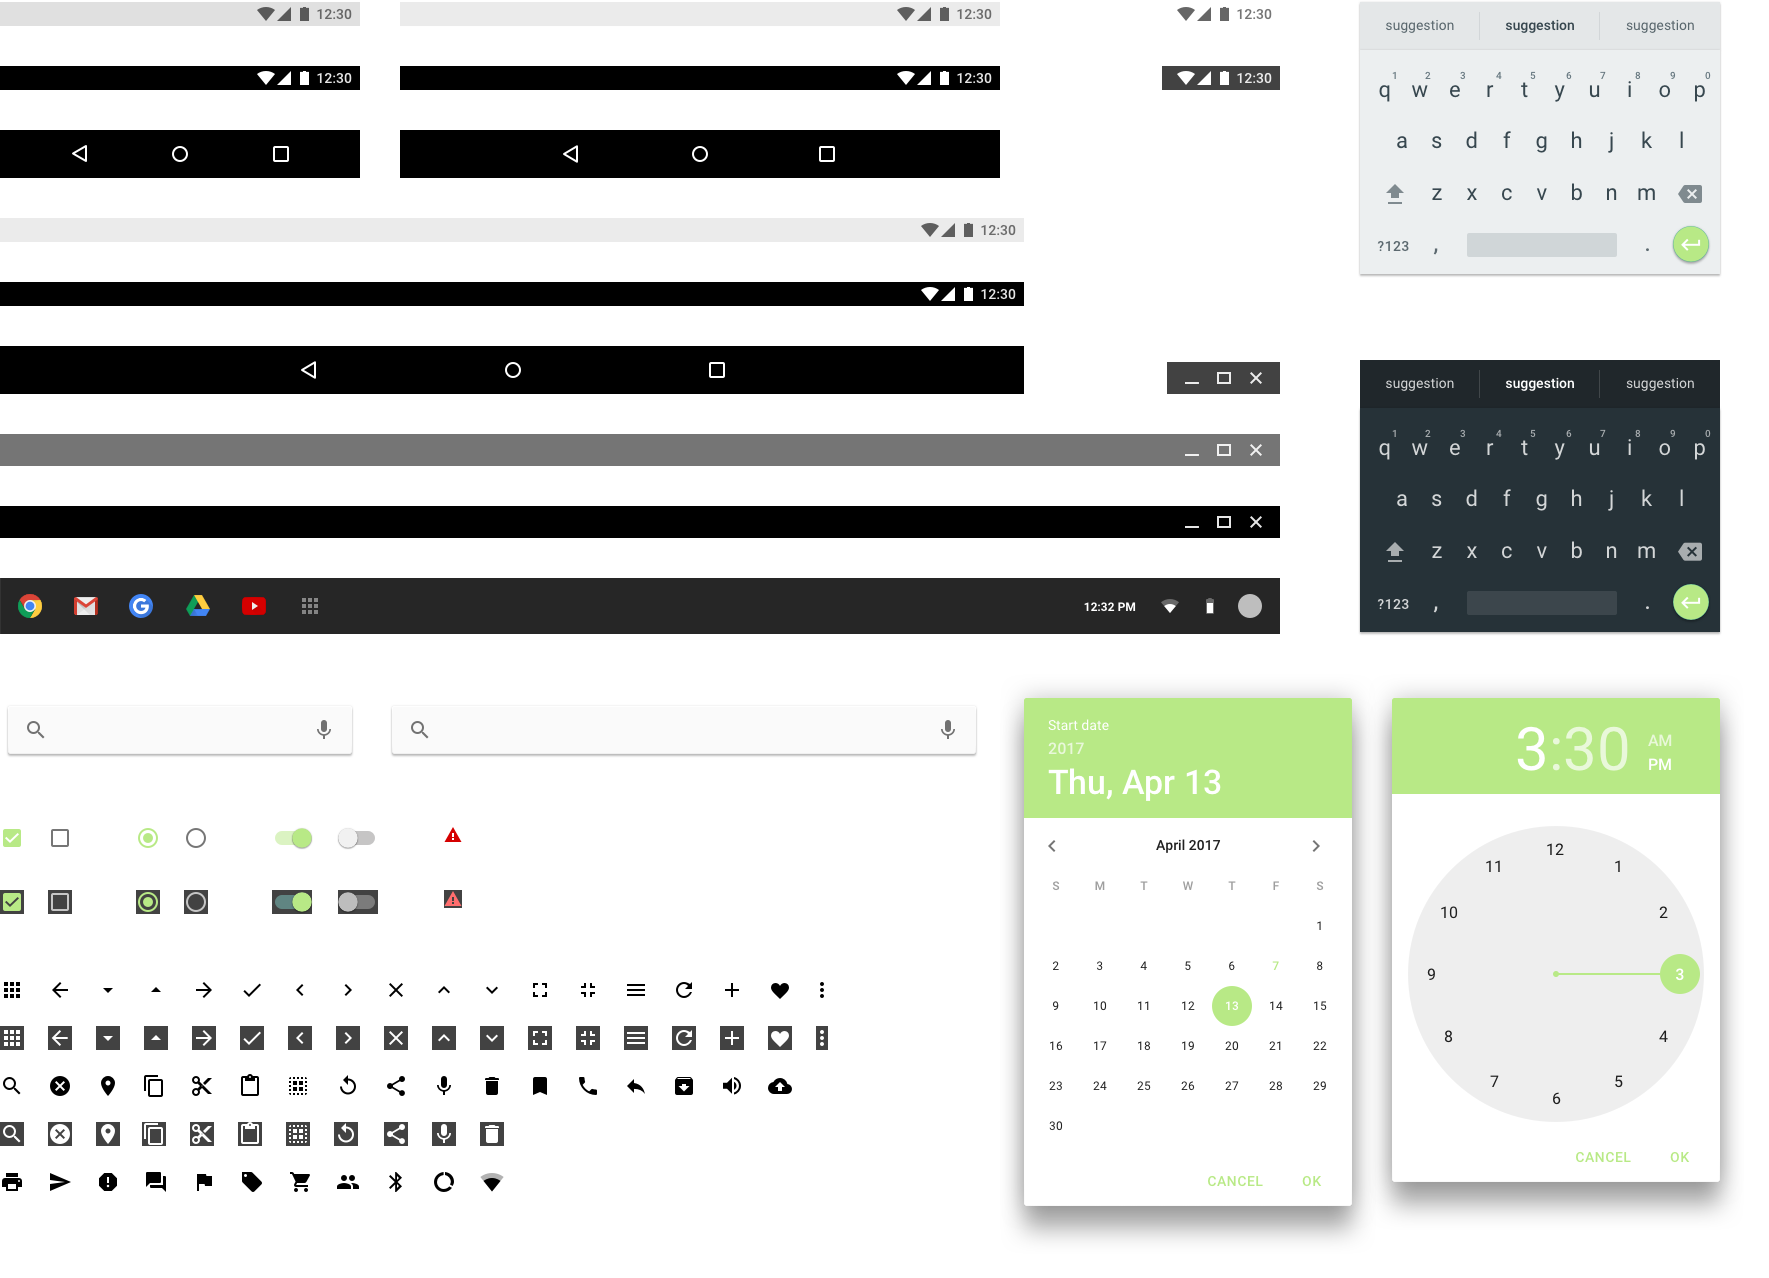 12:30
12:30
12:30
12:30
12:30
12:30
12:30
12:30
12:32 PM
suggestion suggestion suggestion
1 2 3 4 5 6 7 8 9 0
q w e r t y u i o p
a s d f g h j k l
z x c v b n m
?123 , .
suggestion suggestion suggestion
1 2 3 4 5 6 7 8 9 0
q w e r t y u i o p
a s d f g h j k l
z x c v b n m
?123 , .
Start date
2017
Thu, Apr 13
April 2017
S M T W T F S
1
2 3 4 5 6 7 8
9 10 11 12 13 14 15
16 17 18 19 20 21 22
23 24 25 26 27 28 29
30
CANCEL OK
3:30
AM
PM
12
11 1
10 2
9 3
8 4
7 5
6
CANCEL OK